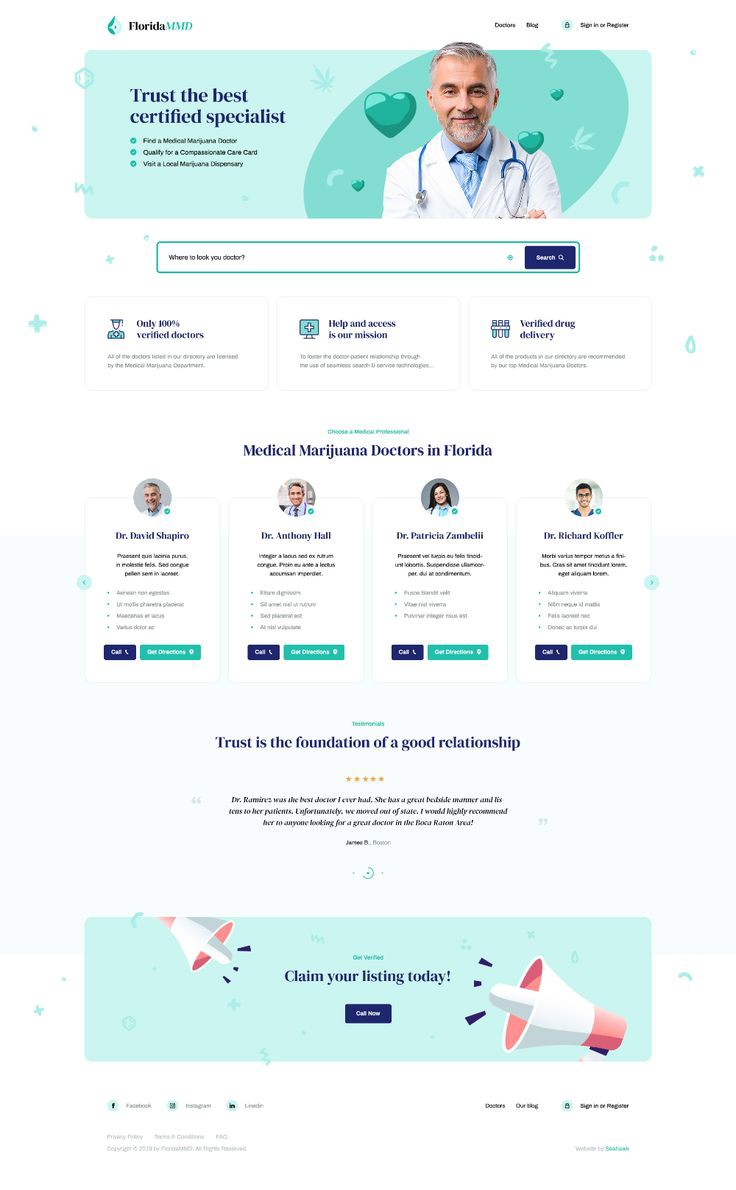 FloridaMMD
Doctors Blog Sign in or Register
Trust the best
certified specialist
Find a Medical Marijuana Doctor
Qualify for a Compassionate Care Card
Visit a Local Marijuana Dispensary
Where to look you doctor?
Search
Only 100%
verified doctors
All of the doctors listed in our directory are licensed
by the Medical Marijuana Department.
Help and access
is our mission
To foster the doctor-patient relationship through
the use of seamless search & service technologies...
Verified drug
delivery
All of the products in our directory are recommended
by our top Medical Marijuana Doctors.
Choose a Medical Professional
Medical Marijuana Doctors in Florida
Dr. David Shapiro
Praesent quis lacinia purus,
in molestie felis. Sed congue
pellen sem in laoreet.
Aenean non egestas
Ut mollis pharetra placerat
Maecenas et lacus
Varius dolor ac
Call
Get Directions
Dr. Anthony Hall
Integer a lacus sed ex rutrum
congue. Proin eu ante a lectus
accumsan imperdiet.
Etiam dignissim
Sit amet nisl ut rutrum
Sed placerat est
At nisl vulputate
Call
Get Directions
Dr. Patricia Zambelii
Praesent vel turpis eu felis tincid-
unt lobortis. Suspendisse ullamcor-
per, dui at condimentum.
Fusce blandit velit
Vitae nisl viverra
Pulvinar integer risus est
Call
Get Directions
Dr. Richard Koffler
Morbi varius tempor metus a fini-
bus. Cras sit amet tincidunt lorem,
eget aliquam lorem.
Aliquam viverra
Nibh neque id mattis
Felis laoreet nec
Donec ac turpis dui
Call
Get Directions
Testimonials
Trust is the foundation of a good relationship
“
Dr. Ramirez was the best doctor I ever had. She has a great bedside manner and lis
tens to her patients. Unfortunately, we moved out of state. I would highly recommend
her to anyone looking for a great doctor in the Boca Raton Area!
”
James B., Boston
Get Verified
Claim your listing today!
Call Now
Facebook Instagram Linedin
Doctors Our blog Sign in or Register
Privacy Policy Terms & Conditions FAQ
Copyright © 2019 by FloridaMMD. All Rights Reserved.
Website by Seahawk